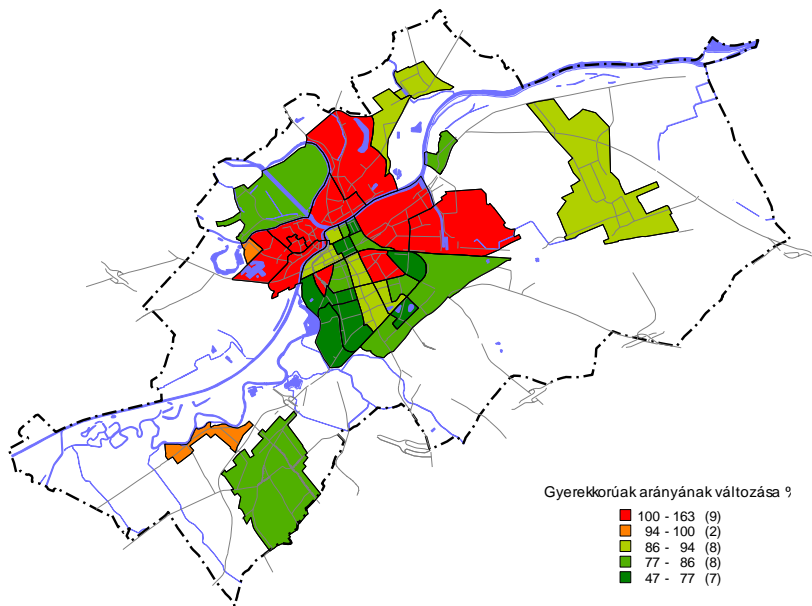 Gyerekkorúak arányának változása %
100 - 163 (9)
94 - 100 (2)
86 - 94 (8)
77 - 86 (8)
47 - 77 (7)